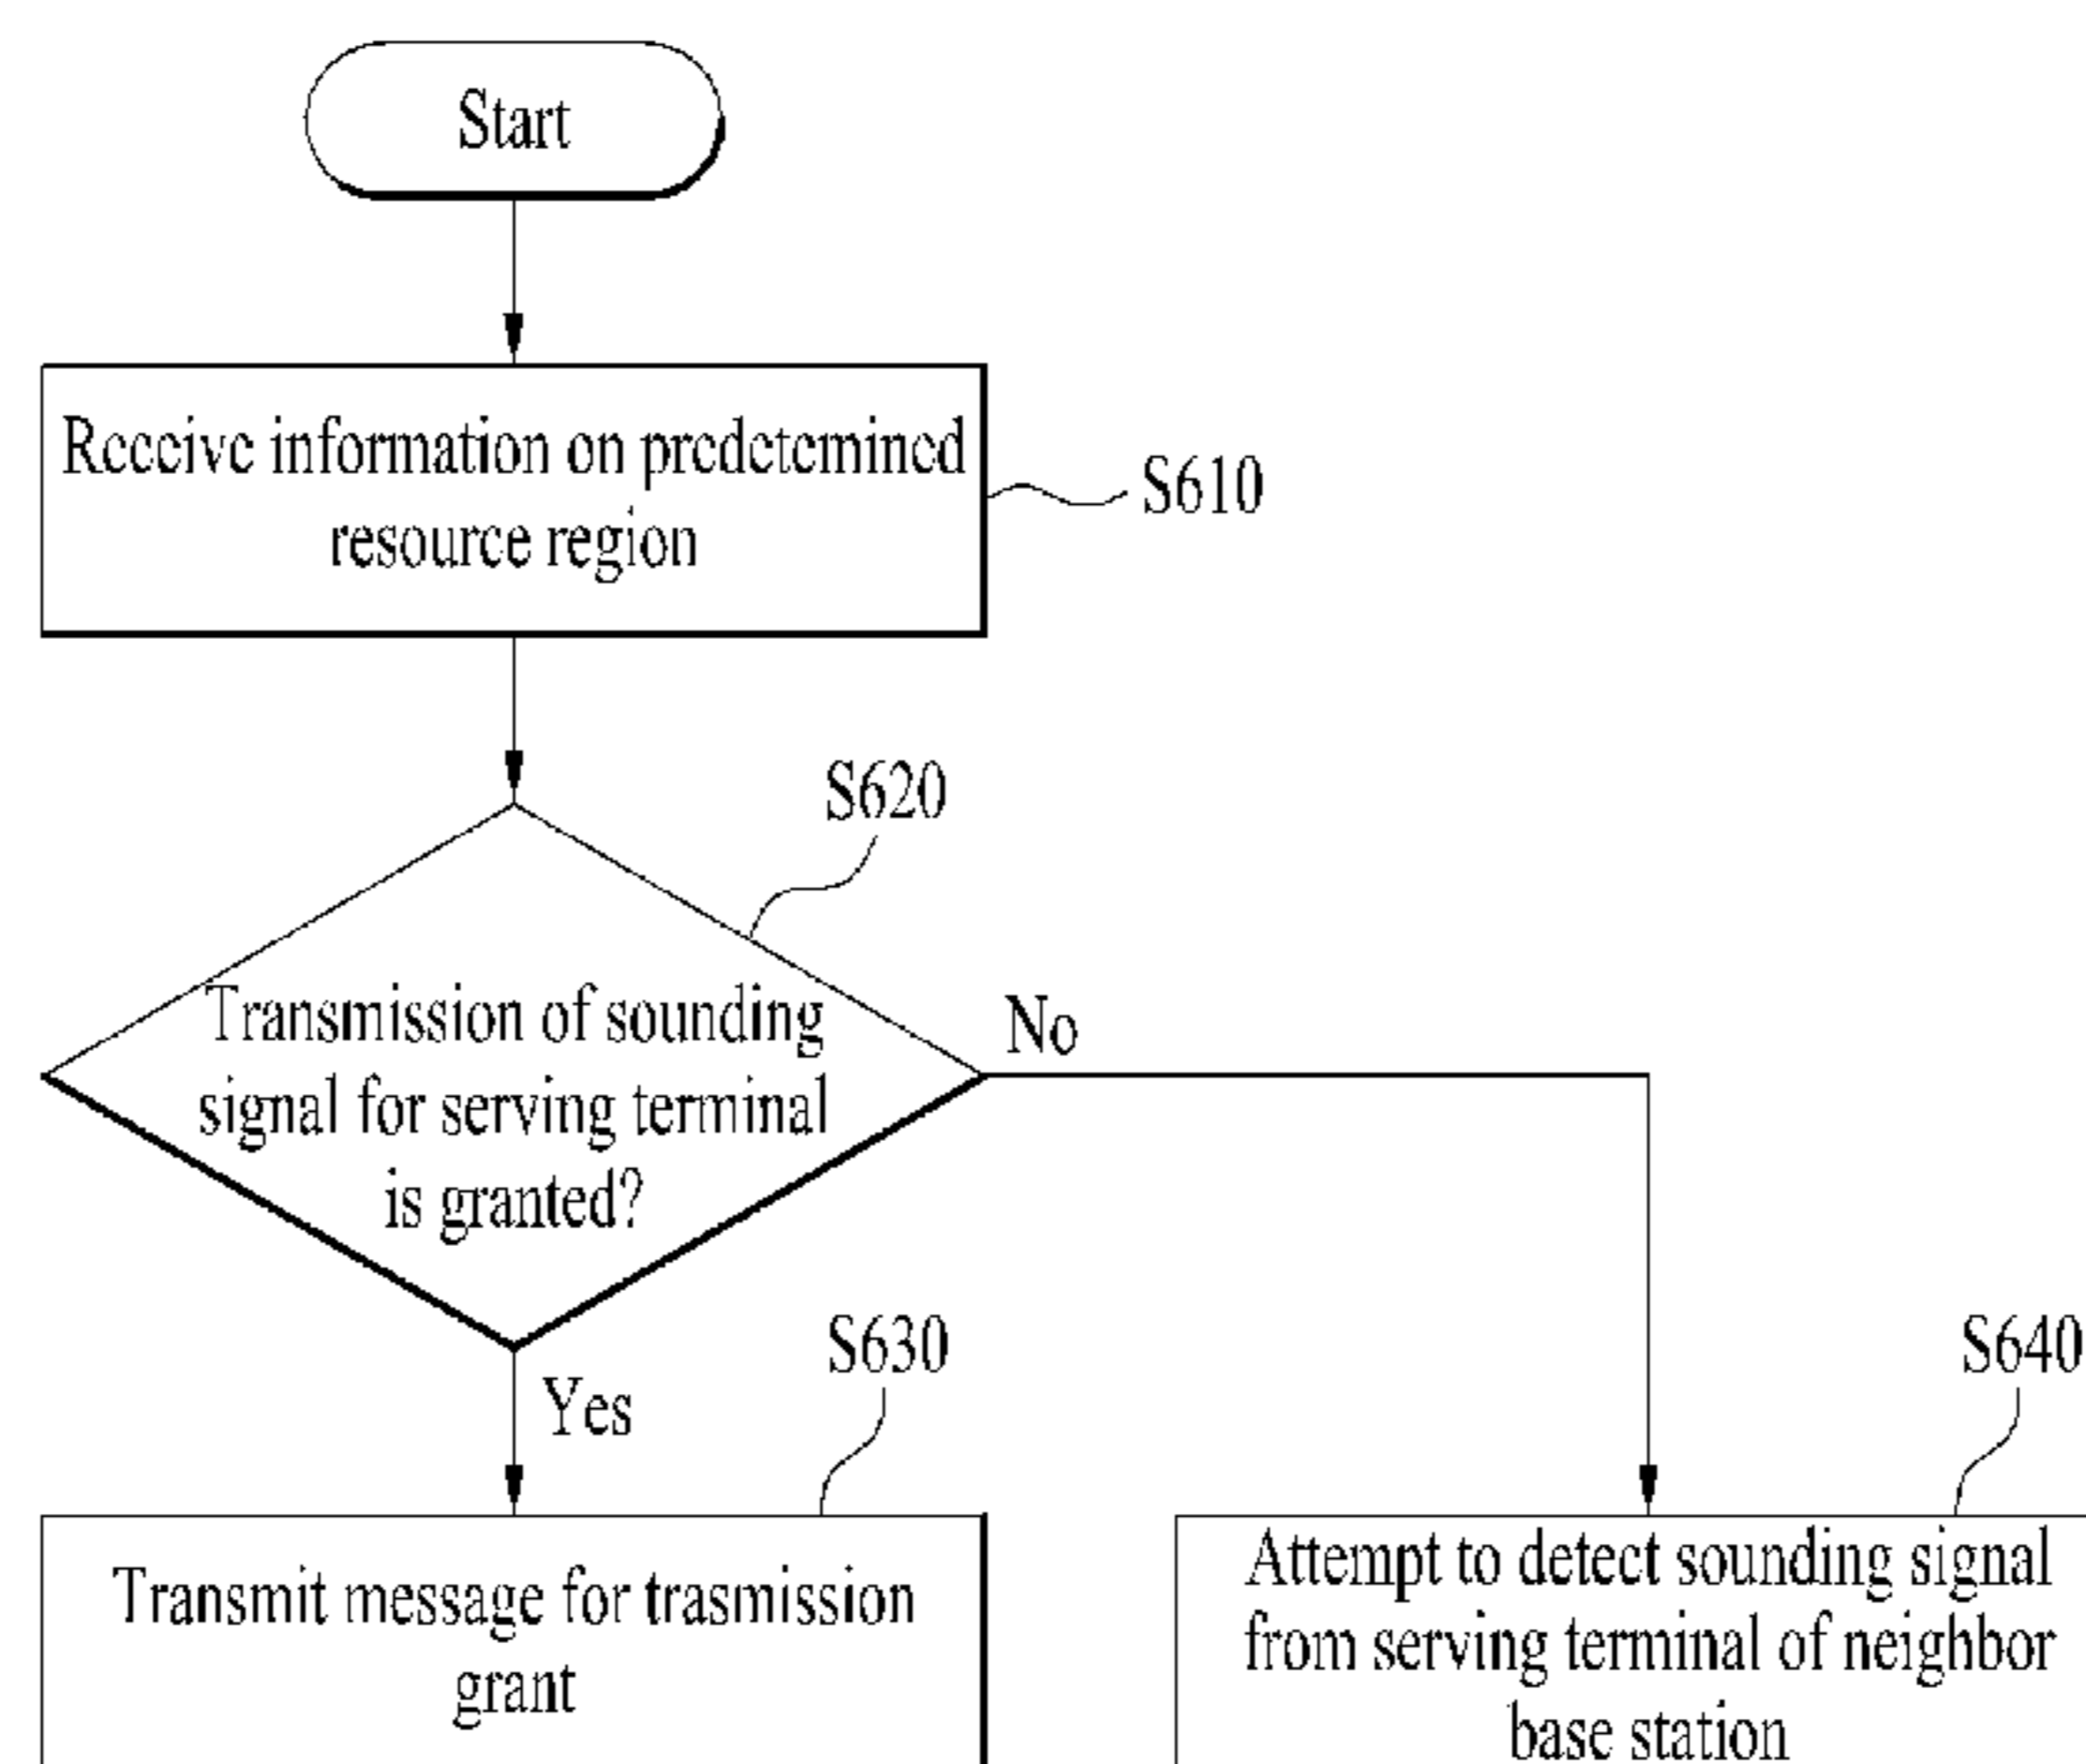 Start
Receive information on predetemined
resource region
S610
S620
Transmission of sounding
signal for serving terminal
is granted?
No
Yes
S630
Transmit message for trasmission
grant
S640
Attempt to detect sounding signal
from serving terminal of neighbor
base station